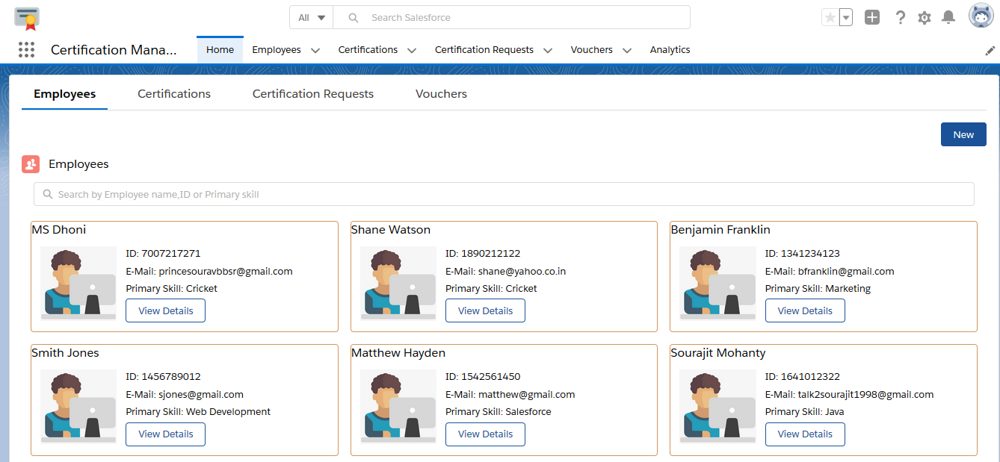 All
Search Salesforce
Certification Mana...
Home
Employees
Certifications
Certification Requests
Vouchers
Analytics
Employees
Certifications
Certification Requests
Vouchers
New
Employees
Search by Employee name,ID or Primary skill
MS Dhoni
ID: 7007217271
E-Mail: princesouravbbsr@gmail.com
Primary Skill: Cricket
View Details
Shane Watson
ID: 1890212122
E-Mail: shane@yahoo.co.in
Primary Skill: Cricket
View Details
Benjamin Franklin
ID: 1341234123
E-Mail: bfranklin@gmail.com
Primary Skill: Marketing
View Details
Smith Jones
ID: 1456789012
E-Mail: sjones@gmail.com
Primary Skill: Web Development
View Details
Matthew Hayden
ID: 1542561450
E-Mail: matthew@gmail.com
Primary Skill: Salesforce
View Details
Sourajit Mohanty
ID: 1641012322
E-Mail: talk2sourajit1998@gmail.com
Primary Skill: Java
View Details